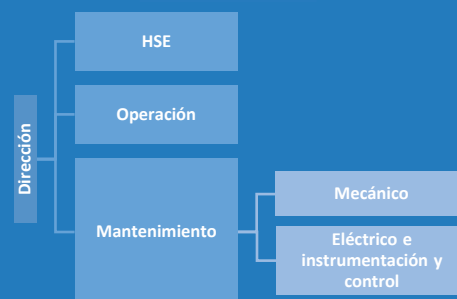 HSE
Operación
Dirección
Mantenimiento
Mecánico
Eléctrico e
instrumentación y
control